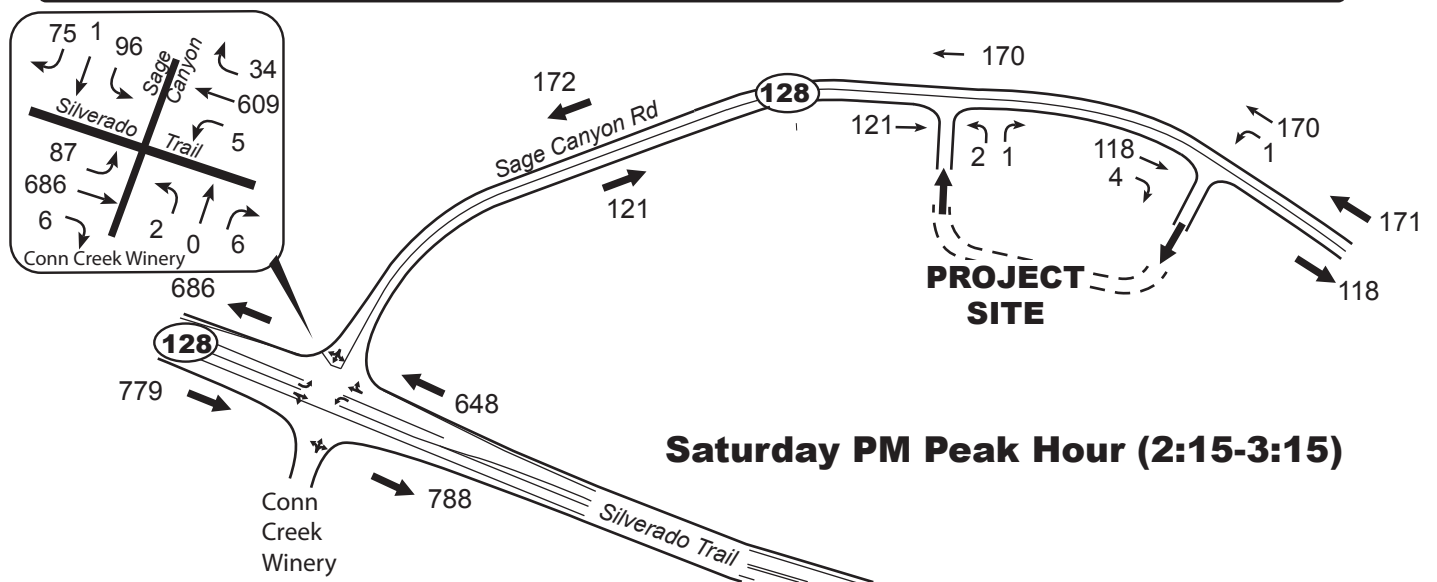 75 1 96
Sage
Canyon
34
609
Silverado
Trail
5
87
686
6
2 0 6
Conn Creek Winery
172
Sage Canyon Rd
121
128
170
121
2 1
118
4
170
1
171
118
PROJECT
SITE
686
128
779
648
788
Conn
Creek
Winery
Silverado Trail
Saturday PM Peak Hour (2:15-3:15)